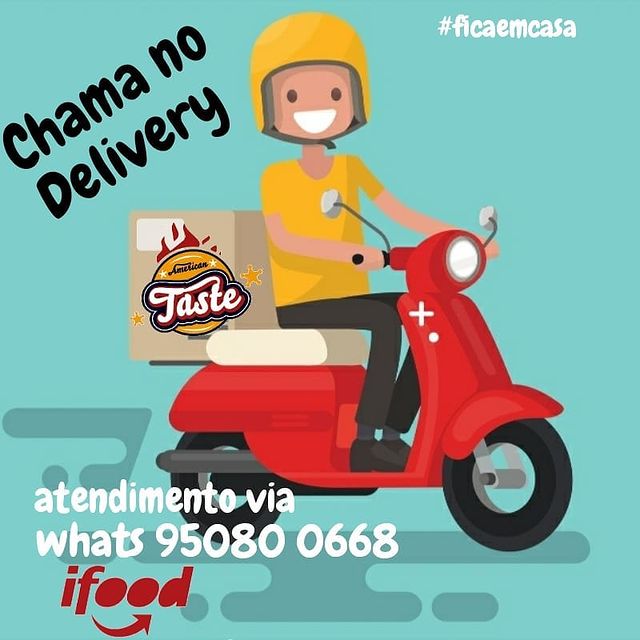 #ficaemcasa
Chama no
Delivery
American
Taste
atendimento via
whats 95080 0668
ifood